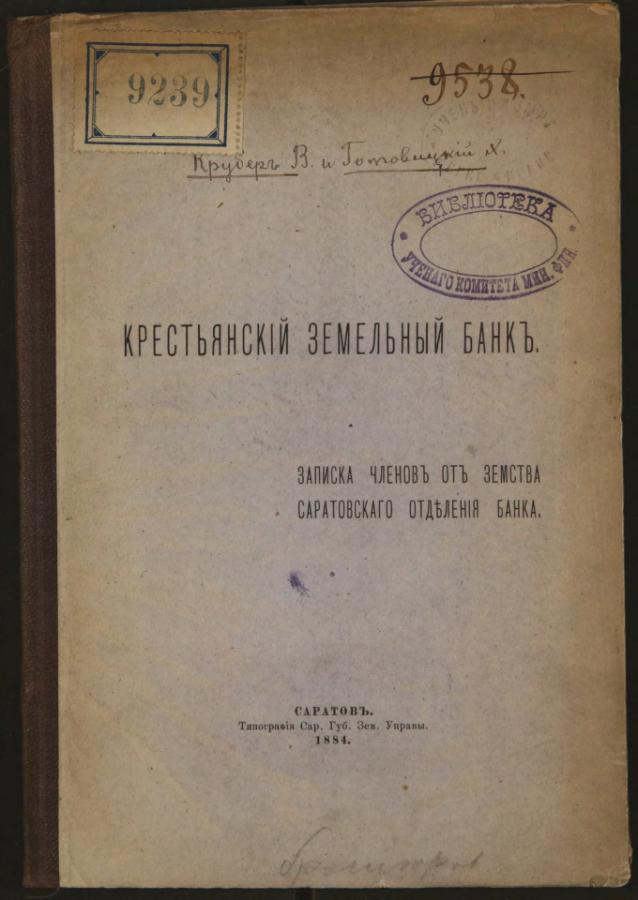 9239
9538.
Круберъ В. и Готовицкій Х.
БИБЛІОТЕКА
УЧЕНАГО КОМИТЕТА МИН. ФИН.
КРЕСТЬЯНСКІЙ ЗЕМЕЛЬНЫЙ БАНКЪ.
ЗАПИСКА ЧЛЕНОВЪ ОТЪ ЗЕМСТВА
САРАТОВСКАГО ОТДѢЛЕНІЯ БАНКА.
САРАТОВЪ.
Типографія Сар. Губ. Зем. Управы.
1884.